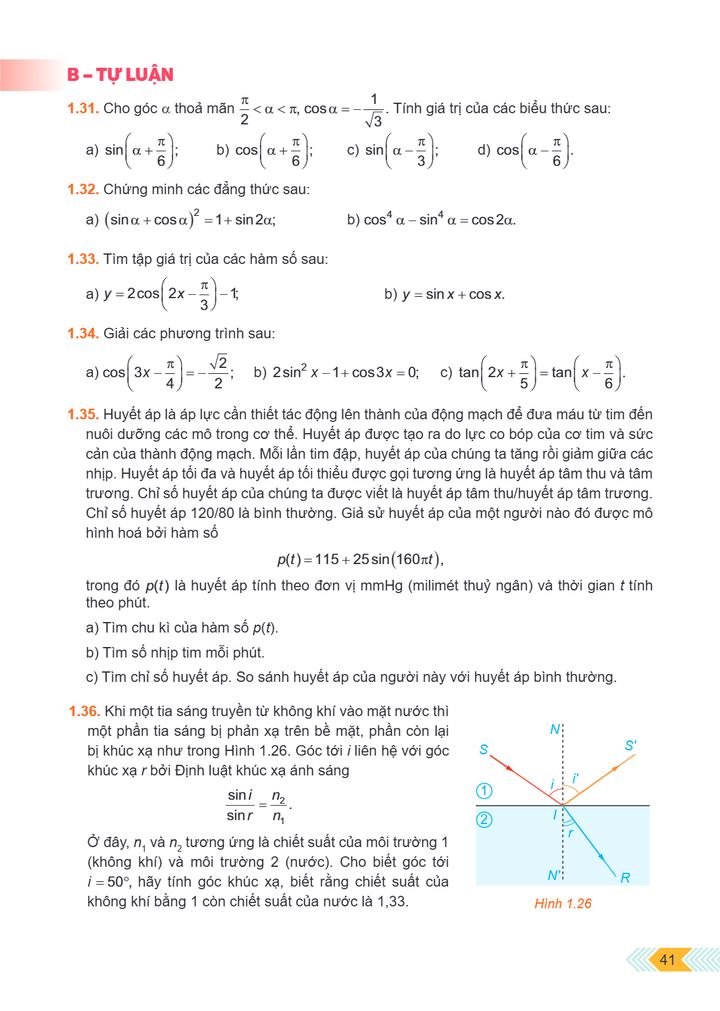 B – TỰ LUẬN
1.31. Cho góc α thoả mãn π/2 < α < π, cos α = −1/√3. Tính giá trị của các biểu thức sau:
a) sin(α + π/6); b) cos(α + π/6); c) sin(α − π/3); d) cos(α − π/6).
1.32. Chứng minh các đẳng thức sau:
a) (sin α + cos α)² = 1 + sin 2α; b) cos⁴ α − sin⁴ α = cos 2α.
1.33. Tìm tập giá trị của các hàm số sau:
a) y = 2cos(2x − π/3) − 1; b) y = sin x + cos x.
1.34. Giải các phương trình sau:
a) cos(3x − π/4) = −√2/2; b) 2sin² x − 1 + cos 3x = 0; c) tan(2x + π/5) = tan(x − π/6).
1.35. Huyết áp là áp lực cần thiết tác động lên thành của động mạch để đưa máu từ tim đến
nuôi dưỡng các mô trong cơ thể. Huyết áp được tạo ra do lực co bóp của cơ tim và sức
cản của thành động mạch. Mỗi lần tim đập, huyết áp của chúng ta tăng rồi giảm giữa các
nhịp. Huyết áp tối đa và huyết áp tối thiểu được gọi tương ứng là huyết áp tâm thu và tâm
trương. Chỉ số huyết áp của chúng ta được viết là huyết áp tâm thu/huyết áp tâm trương.
Chỉ số huyết áp 120/80 là bình thường. Giả sử huyết áp của một người nào đó được mô
hình hoá bởi hàm số
p(t) = 115 + 25sin(160πt),
trong đó p(t) là huyết áp tính theo đơn vị mmHg (milimét thuỷ ngân) và thời gian t tính
theo phút.
a) Tìm chu kì của hàm số p(t).
b) Tìm số nhịp tim mỗi phút.
c) Tìm chỉ số huyết áp. So sánh huyết áp của người này với huyết áp bình thường.
1.36. Khi một tia sáng truyền từ không khí vào mặt nước thì
một phần tia sáng bị phản xạ trên bề mặt, phần còn lại
bị khúc xạ như trong Hình 1.26. Góc tới i liên hệ với góc
khúc xạ r bởi Định luật khúc xạ ánh sáng
sin i / sin r = n₂ / n₁.
Ở đây, n₁ và n₂ tương ứng là chiết suất của môi trường 1
(không khí) và môi trường 2 (nước). Cho biết góc tới
i = 50°, hãy tính góc khúc xạ, biết rằng chiết suất của
không khí bằng 1 còn chiết suất của nước là 1,33.
N
S S'
i i'
1
2
I
r
N' R
Hình 1.26
41